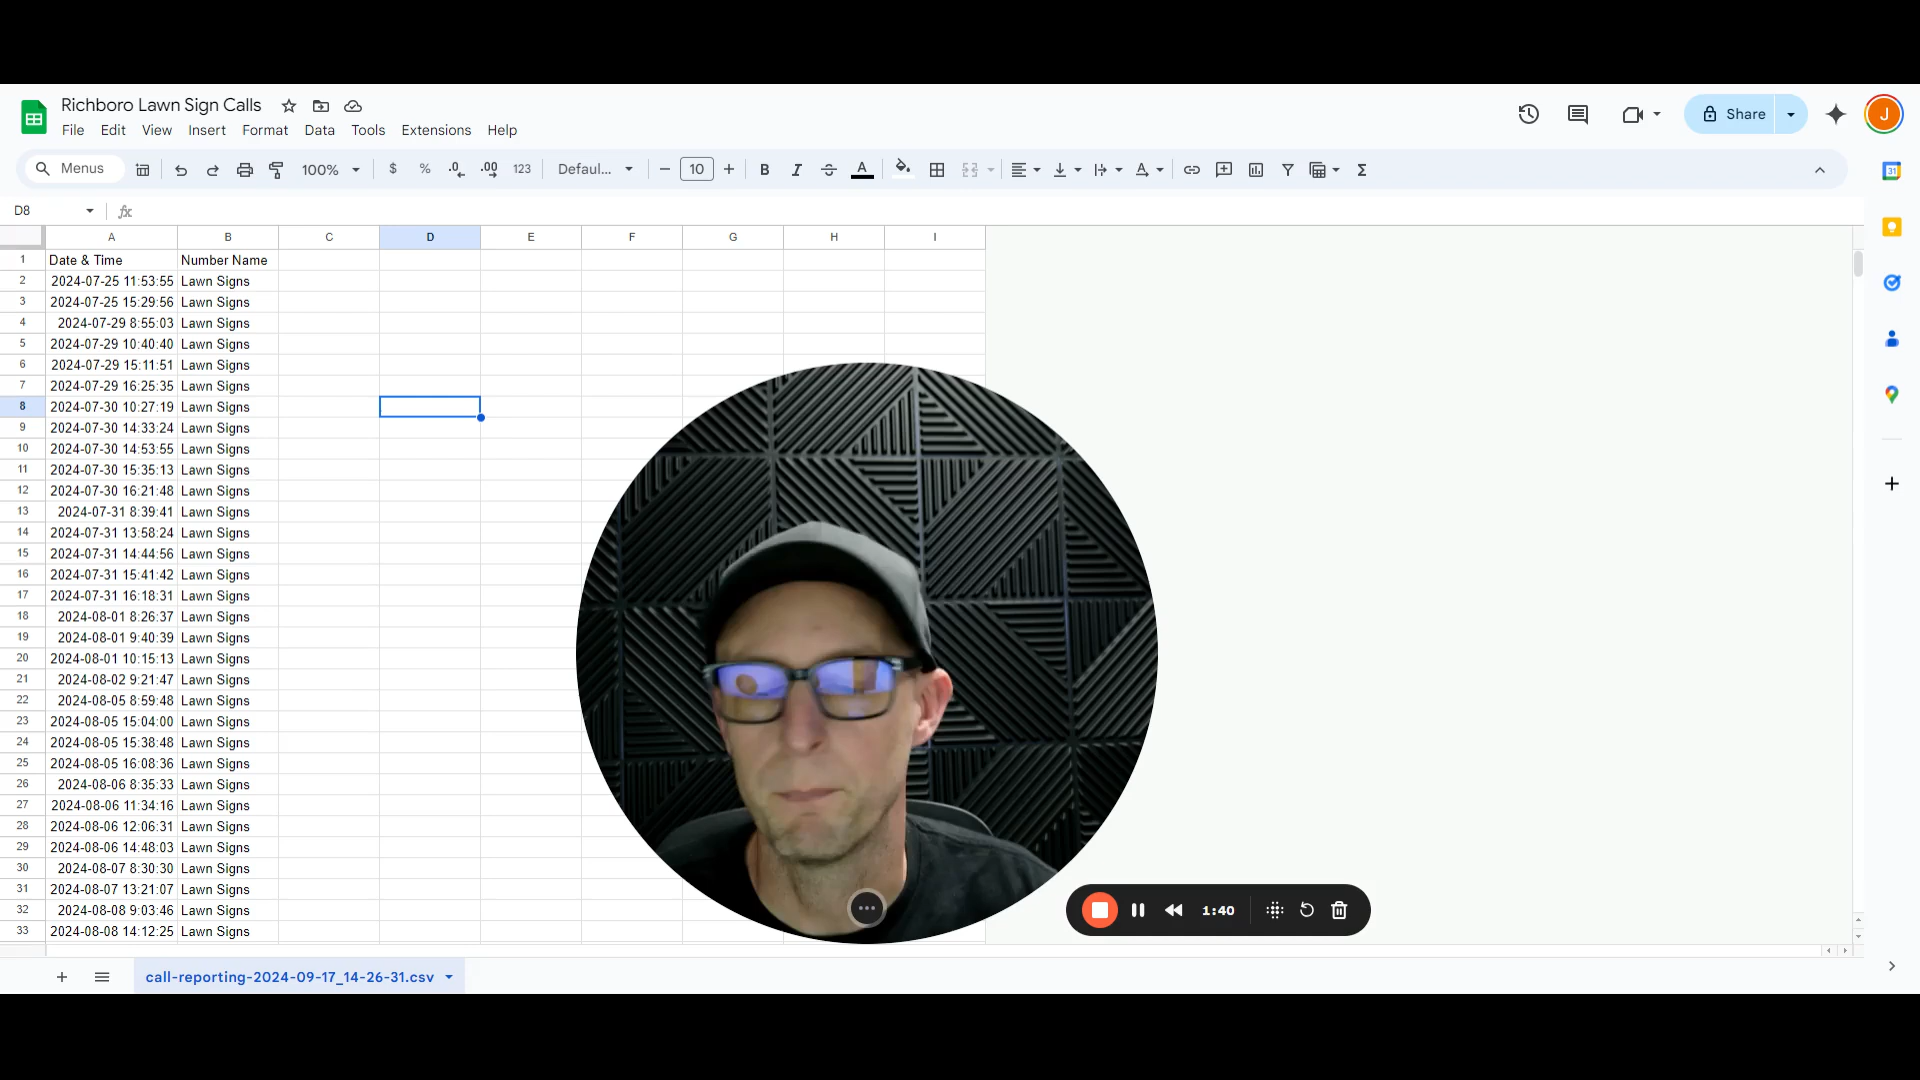 Richboro Lawn Sign Calls
File Edit View Insert Format Data Tools Extensions Help
Share
J
Menus
100%
$ % .0 .00 123
Defaul...
10
B I A
31
D8
fx
A B C D E F G H I
1 Date & Time Number Name
2 2024-07-25 11:53:55 Lawn Signs
3 2024-07-25 15:29:56 Lawn Signs
4 2024-07-29 8:55:03 Lawn Signs
5 2024-07-29 10:40:40 Lawn Signs
6 2024-07-29 15:11:51 Lawn Signs
7 2024-07-29 16:25:35 Lawn Signs
8 2024-07-30 10:27:19 Lawn Signs
9 2024-07-30 14:33:24 Lawn Signs
10 2024-07-30 14:53:55 Lawn Signs
11 2024-07-30 15:35:13 Lawn Signs
12 2024-07-30 16:21:48 Lawn Signs
13 2024-07-31 8:39:41 Lawn Signs
14 2024-07-31 13:58:24 Lawn Signs
15 2024-07-31 14:44:56 Lawn Signs
16 2024-07-31 15:41:42 Lawn Signs
17 2024-07-31 16:18:31 Lawn Signs
18 2024-08-01 8:26:37 Lawn Signs
19 2024-08-01 9:40:39 Lawn Signs
20 2024-08-01 10:15:13 Lawn Signs
21 2024-08-02 9:21:47 Lawn Signs
22 2024-08-05 8:59:48 Lawn Signs
23 2024-08-05 15:04:00 Lawn Signs
24 2024-08-05 15:38:48 Lawn Signs
25 2024-08-05 16:08:36 Lawn Signs
26 2024-08-06 8:35:33 Lawn Signs
27 2024-08-06 11:34:16 Lawn Signs
28 2024-08-06 12:06:31 Lawn Signs
29 2024-08-06 14:48:03 Lawn Signs
30 2024-08-07 8:30:30 Lawn Signs
31 2024-08-07 13:21:07 Lawn Signs
32 2024-08-08 9:03:46 Lawn Signs
33 2024-08-08 14:12:25 Lawn Signs
1:40
call-reporting-2024-09-17_14-26-31.csv